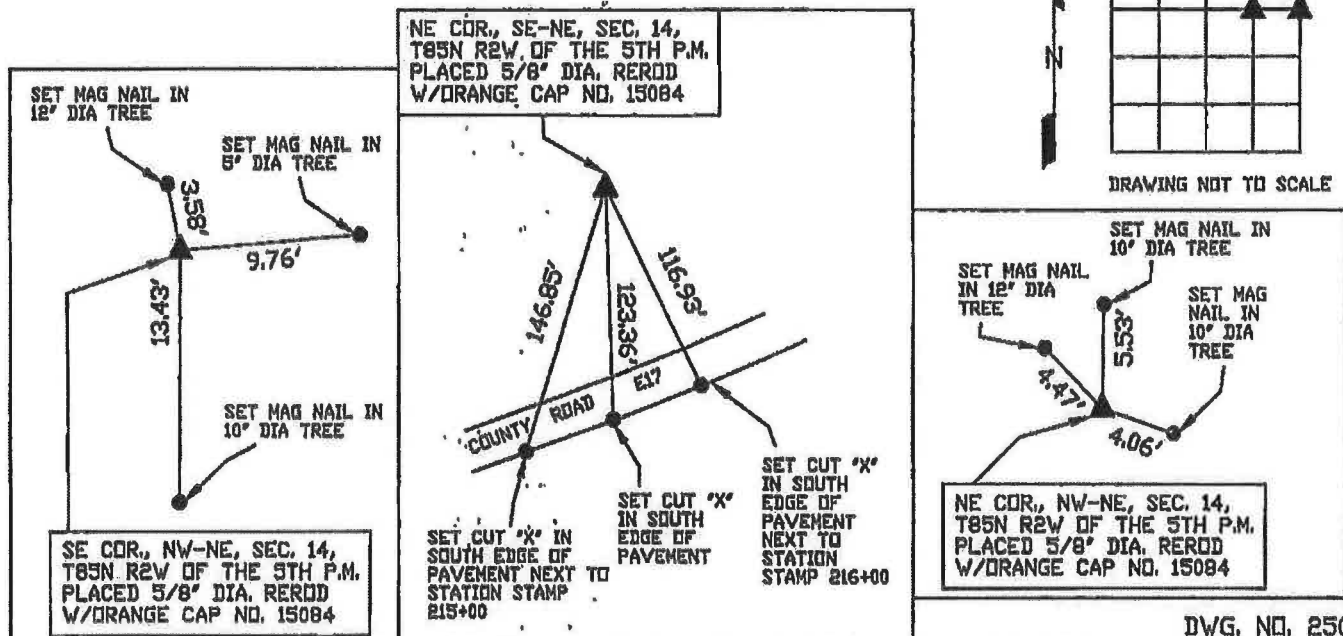 NE COR., SE-NE, SEC. 14,
T85N R2W, OF THE 5TH P.M.
PLACED 5/8" DIA. REROD
W/ORANGE CAP NO. 15084
SET MAG NAIL IN
12" DIA TREE
SET MAG NAIL IN
5" DIA TREE
3.58'
9.76'
13.43'
SET MAG NAIL IN
10" DIA TREE
SE COR., NW-NE, SEC. 14,
T85N R2W OF THE 5TH P.M.
PLACED 5/8" DIA. REROD
W/ORANGE CAP NO. 15084
146.85'
123.36'
116.93'
COUNTY ROAD E17
SET CUT "X" IN
SOUTH EDGE OF
PAVEMENT NEXT TO
STATION STAMP
215+00
SET CUT "X"
IN SOUTH
EDGE OF
PAVEMENT
SET CUT "X"
IN SOUTH
EDGE OF
PAVEMENT
NEXT TO
STATION
STAMP 216+00
N
DRAWING NOT TO SCALE
SET MAG NAIL IN
10" DIA TREE
SET MAG NAIL
IN 12" DIA
TREE
SET MAG
NAIL IN
10" DIA
TREE
5.53'
4.47'
4.06'
NE COR., NW-NE, SEC. 14,
T85N R2W OF THE 5TH P.M.
PLACED 5/8" DIA. REROD
W/ORANGE CAP NO. 15084
DWG. NO. 250